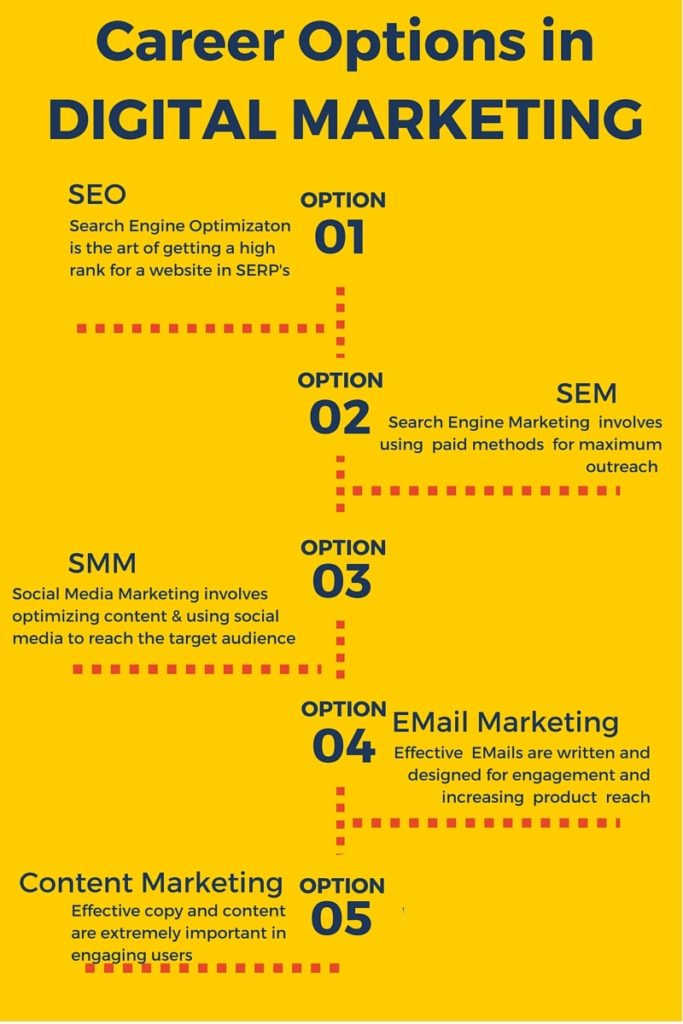 Career Options in
DIGITAL MARKETING
SEO
Search Engine Optimizaton
is the art of getting a high
rank for a website in SERP's
OPTION
01
OPTION
02
SEM
Search Engine Marketing involves
using paid methods for maximum
outreach
SMM
Social Media Marketing involves
optimizing content & using social
media to reach the target audience
OPTION
03
OPTION
04
EMail Marketing
Effective EMails are written and
designed for engagement and
increasing product reach
Content Marketing
Effective copy and content
are extremely important in
engaging users
OPTION
05